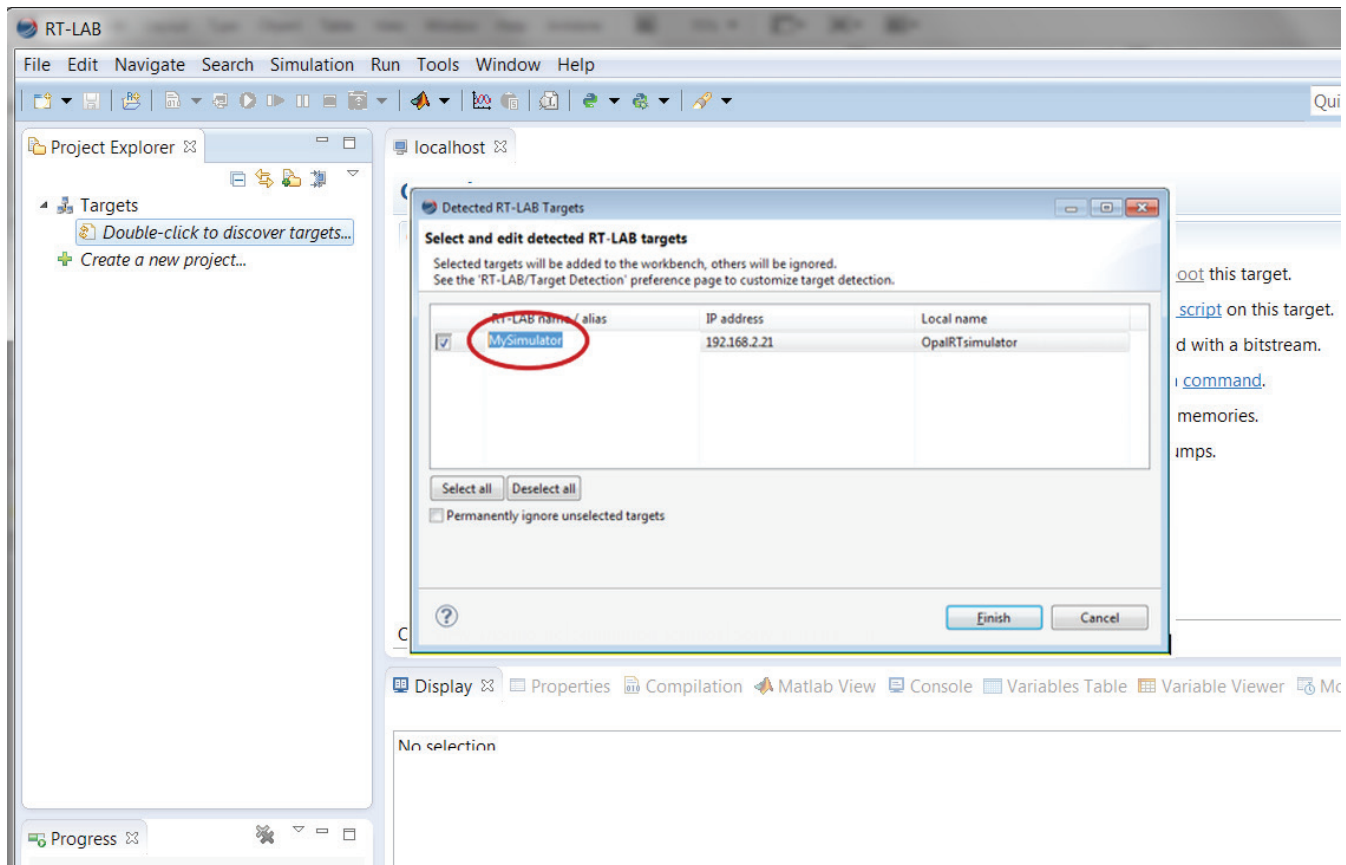 RT-LAB
File Edit Navigate Search Simulation Run Tools Window Help
Qui
Project Explorer
localhost
Targets
Double-click to discover targets...
Create a new project...
Detected RT-LAB Targets
Select and edit detected RT-LAB targets
Selected targets will be added to the workbench, others will be ignored.
See the 'RT-LAB/Target Detection' preference page to customize target detection.
RT-LAB name / alias IP address Local name
MySimulator 192.168.2.21 OpalRTsimulator
Select all Deselect all
Permanently ignore unselected targets
Finish Cancel
oot this target.
script on this target.
d with a bitstream.
command.
memories.
umps.
Display Properties Compilation Matlab View Console Variables Table Variable Viewer Mo
No selection
Progress